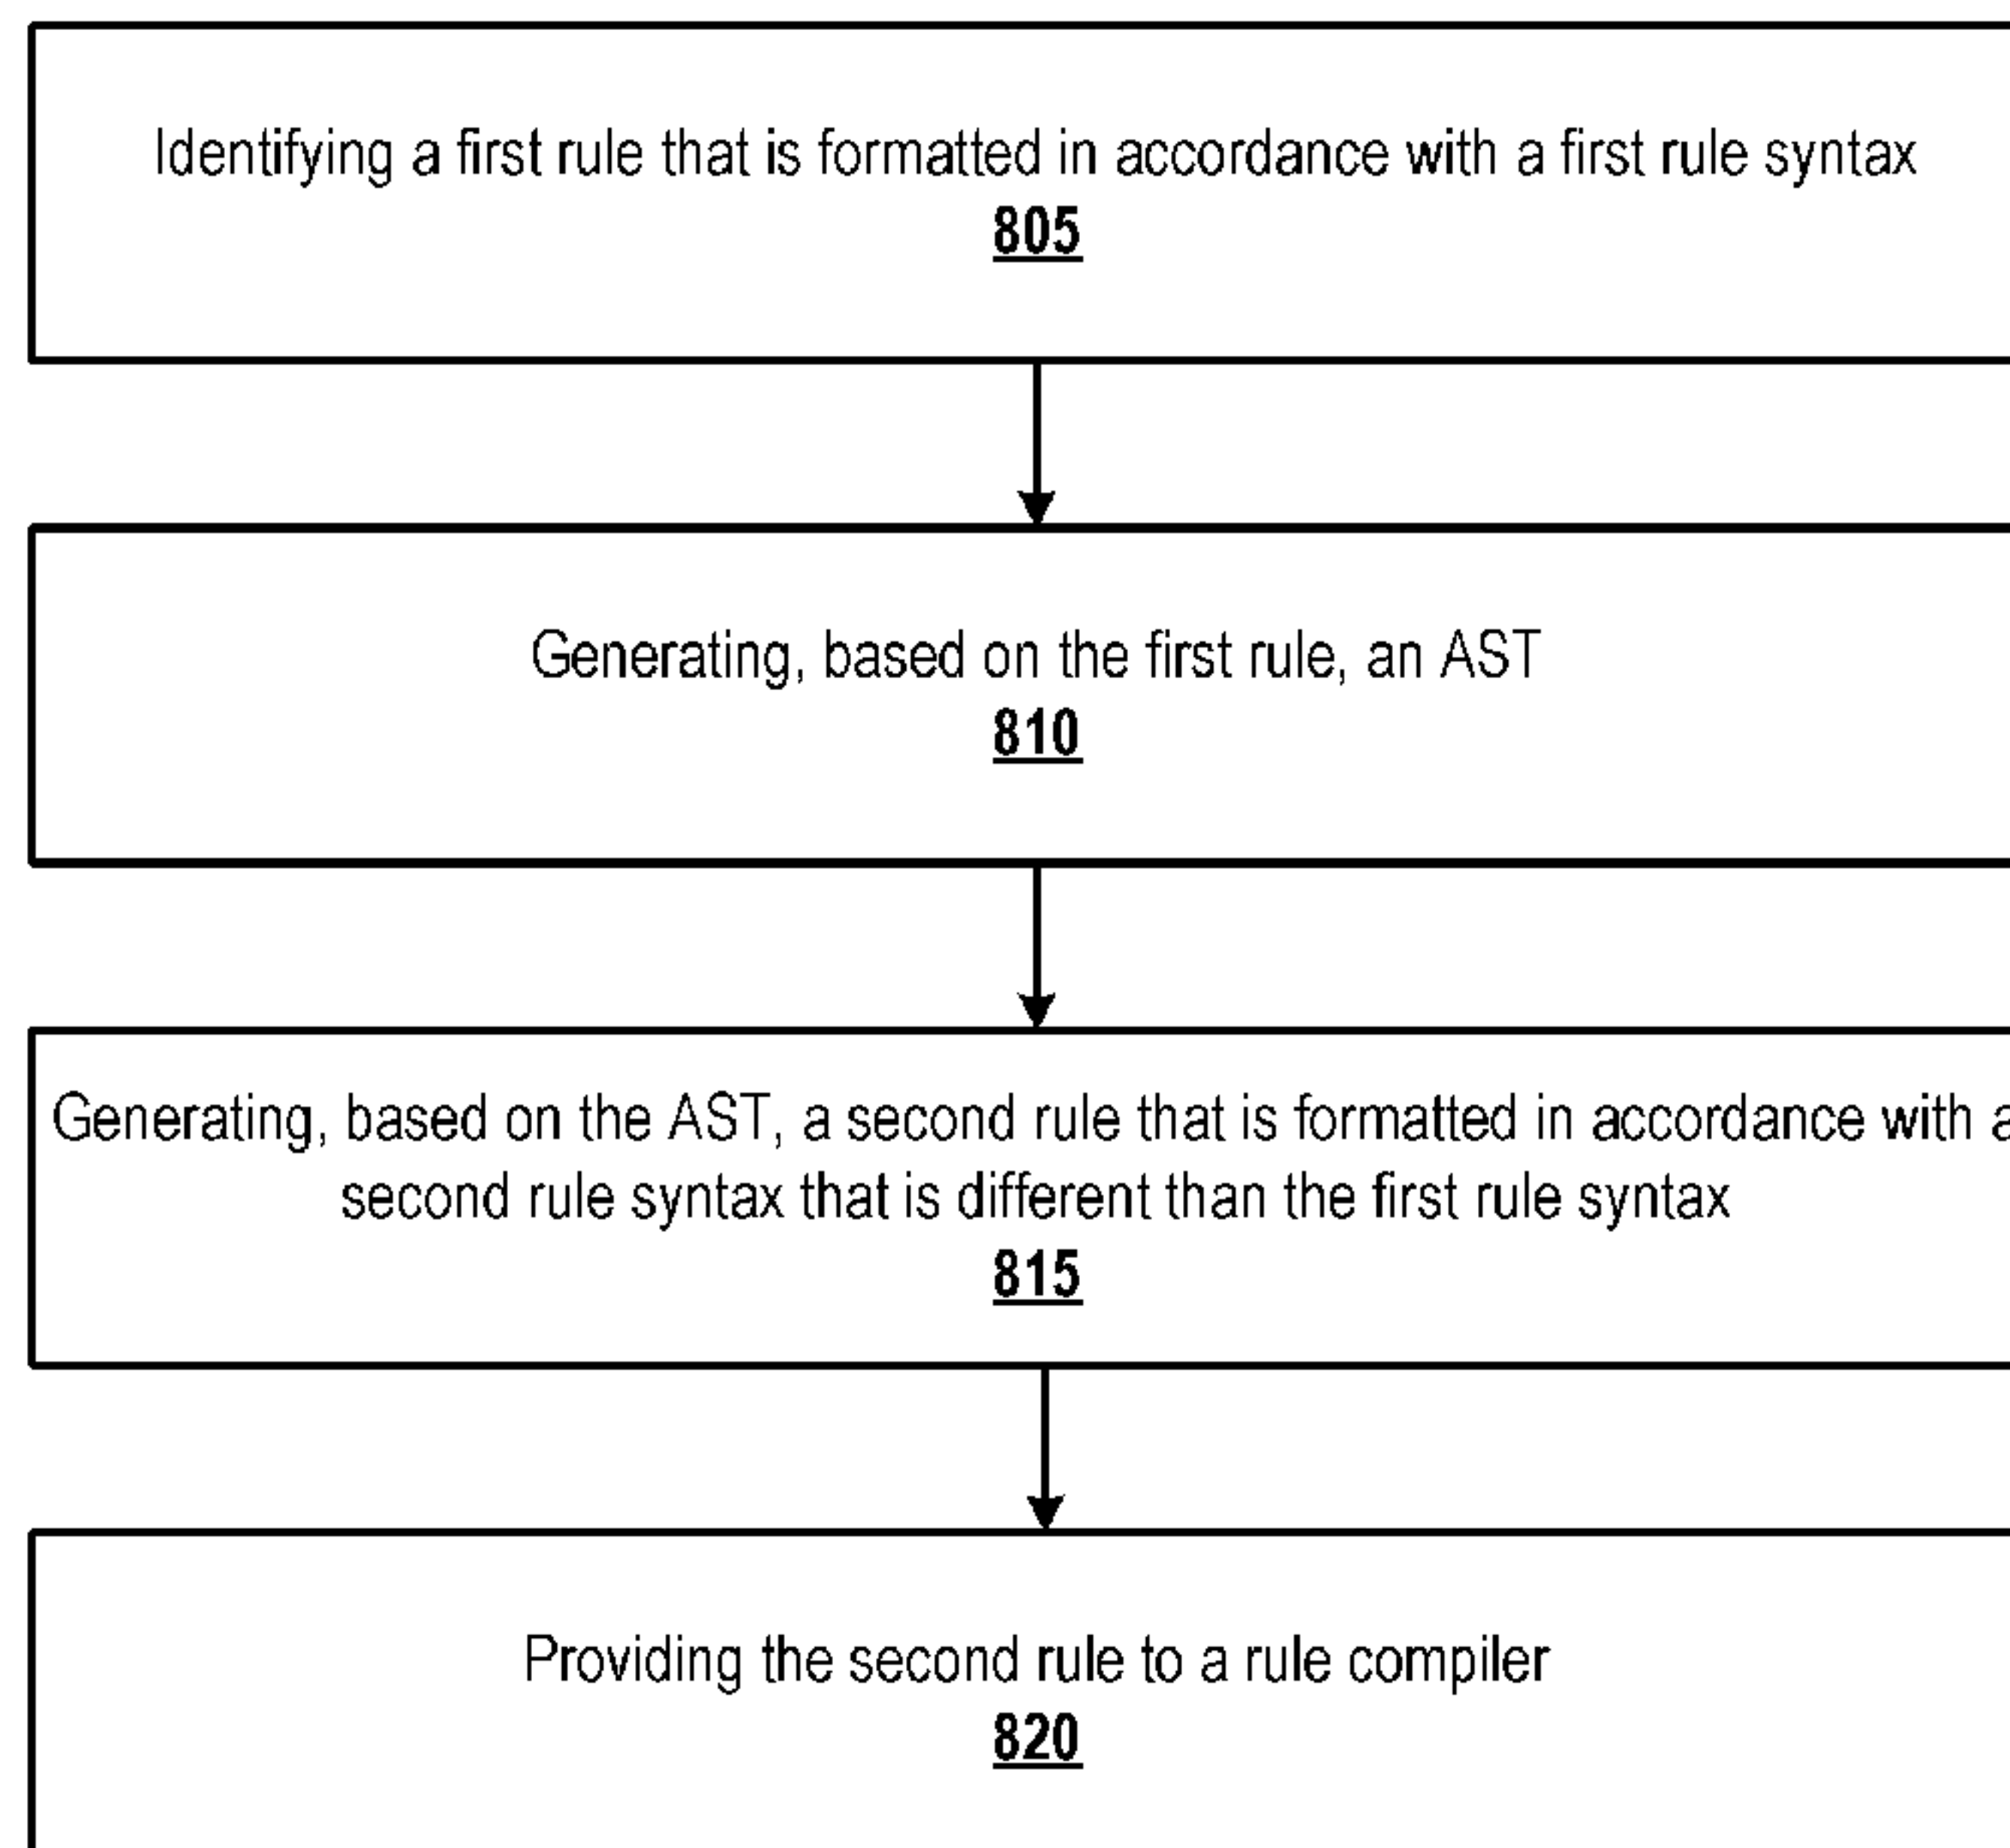 Identifying a first rule that is formatted in accordance with a first rule syntax
805
Generating, based on the first rule, an AST
810
Generating, based on the AST, a second rule that is formatted in accordance with a
second rule syntax that is different than the first rule syntax
815
Providing the second rule to a rule compiler
820